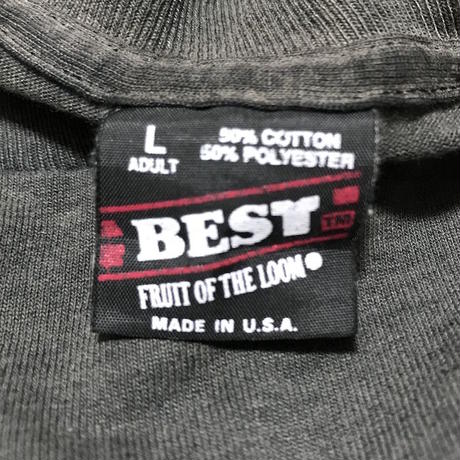 L
ADULT
50% COTTON
50% POLYESTER
BEST
FRUIT OF THE LOOM
MADE IN U.S.A.